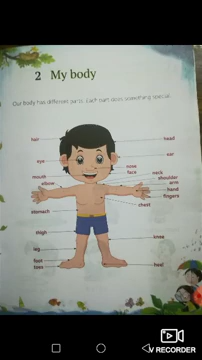 2 My body
Our body has different parts. Each part does something special.
hair
head
eye
ear
nose
face
mouth
neck
shoulder
elbow
arm
hand
fingers
stomach
chest
thigh
knee
leg
foot
toes
heel
V RECORDER